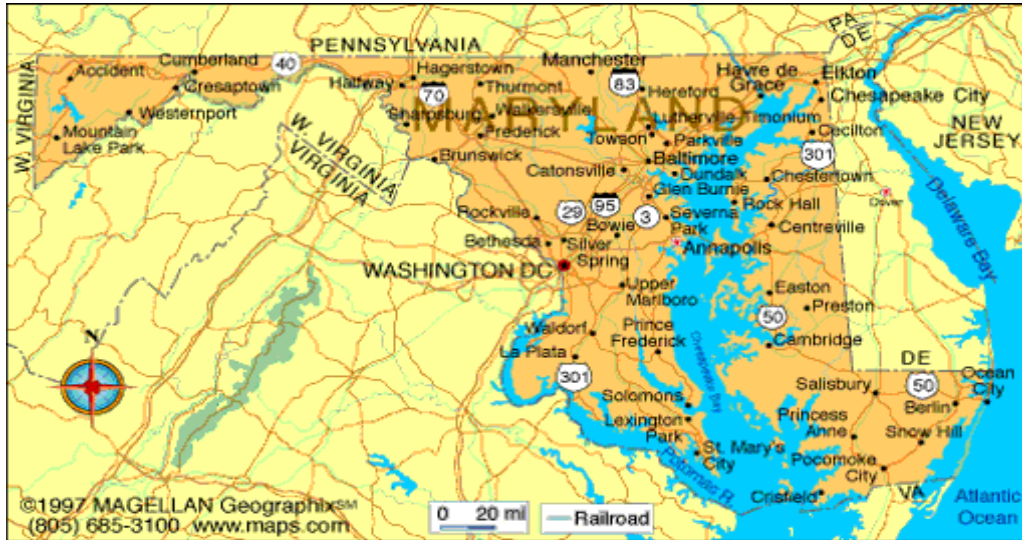 PENNSYLVANIA
PA
DE
Cumberland
40
Manchester
Accident
Hagerstown
Havre de
Grace
Elkton
Cresaptown
Halfway
Thurmont
83
Hereford
Chesapeake City
W. VIRGINIA
70
Westernport
Sharpsburg
Walkersville
MARYLAND
NEW
JERSEY
Mountain
Lake Park
W. VIRGINIA
VIRGINIA
Frederick
Lutherville-Timonium
Towson
Parkville
Cecilton
301
Brunswick
Baltimore
Catonsville
Dundalk
Chestertown
Glen Burnie
Dover
Delaware Bay
95
Rock Hall
Rockville
29
3
Severna
Park
Bowie
Centreville
Bethesda
Silver
Spring
Annapolis
WASHINGTON DC
Upper
Marlboro
Easton
Preston
50
Waldorf
Prince
Frederick
Chesapeake Bay
Cambridge
La Plata
N
DE
Ocean
City
301
Salisbury
50
Solomons
Berlin
Lexington
Park
Princess
Anne
Snow Hill
St. Mary's
City
Potomac R.
Pocomoke
City
Crisfield
VA
Atlantic
Ocean
©1997 MAGELLAN Geographix℠
(805) 685-3100 www.maps.com
0 20 mi
Railroad